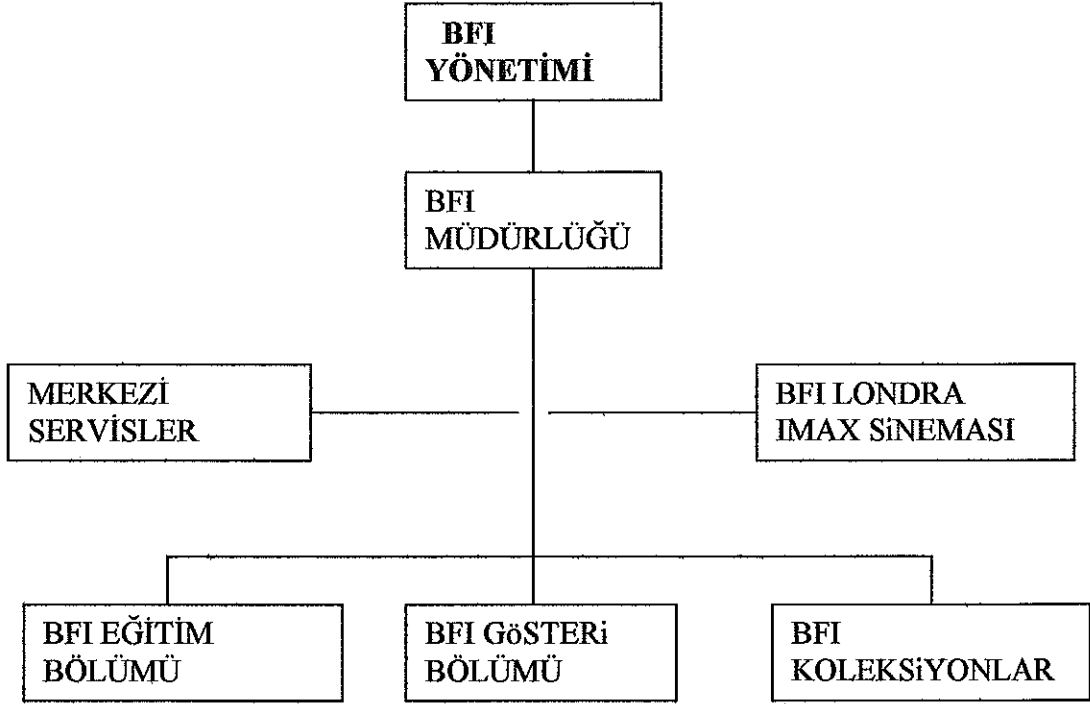 BFI
YÖNETİMİ
BFI
MÜDÜRLÜĞÜ
MERKEZİ
SERVİSLER
BFI LONDRA
IMAX SiNEMASI
BFI EĞİTİM
BÖLÜMÜ
BFI GöSTERi
BÖLÜMÜ
BFI
KOLEKSiYONLAR